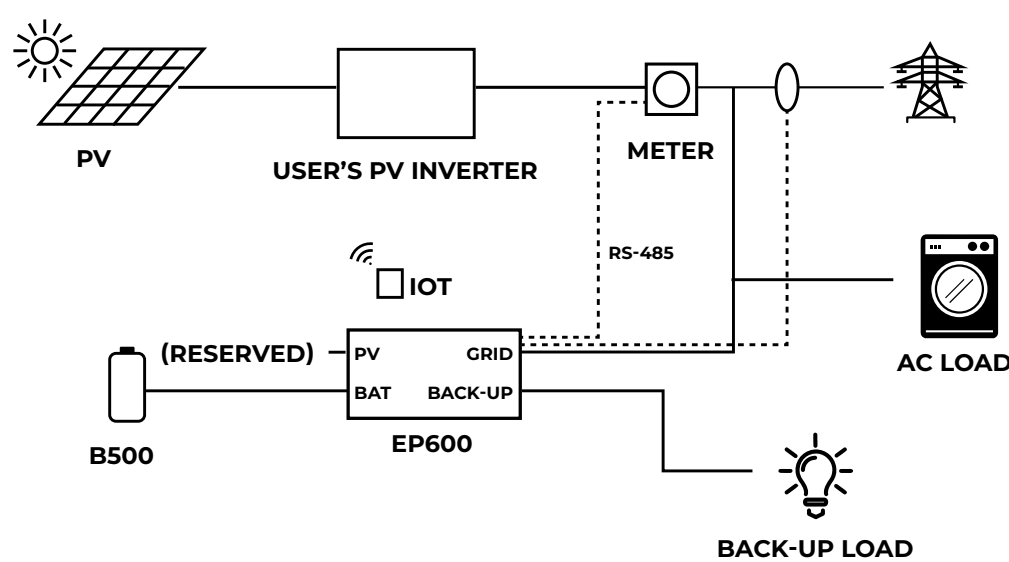 PV
USER'S PV INVERTER
METER
RS-485
IOT
(RESERVED)
PV
GRID
BAT
BACK-UP
EP600
B500
AC LOAD
BACK-UP LOAD